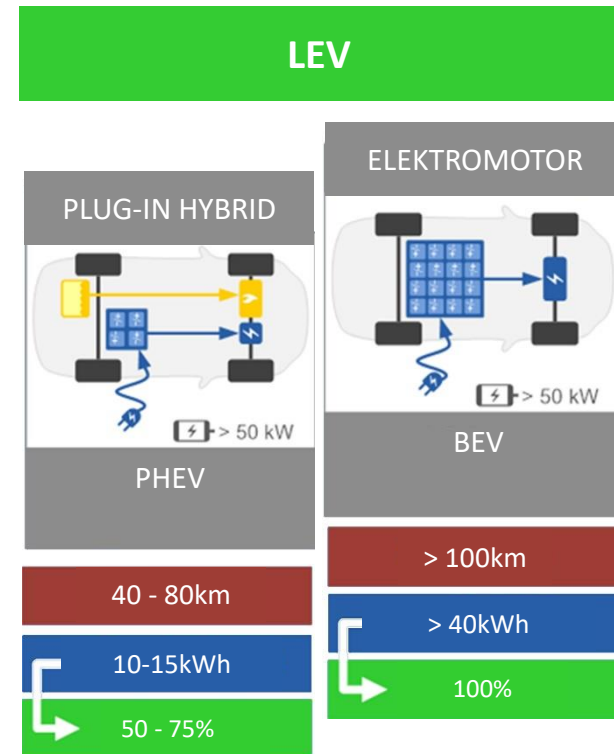 LEV
PLUG-IN HYBRID
> 50 kW
PHEV
40 - 80km
10-15kWh
50 - 75%
ELEKTROMOTOR
> 50 kW
BEV
> 100km
> 40kWh
100%